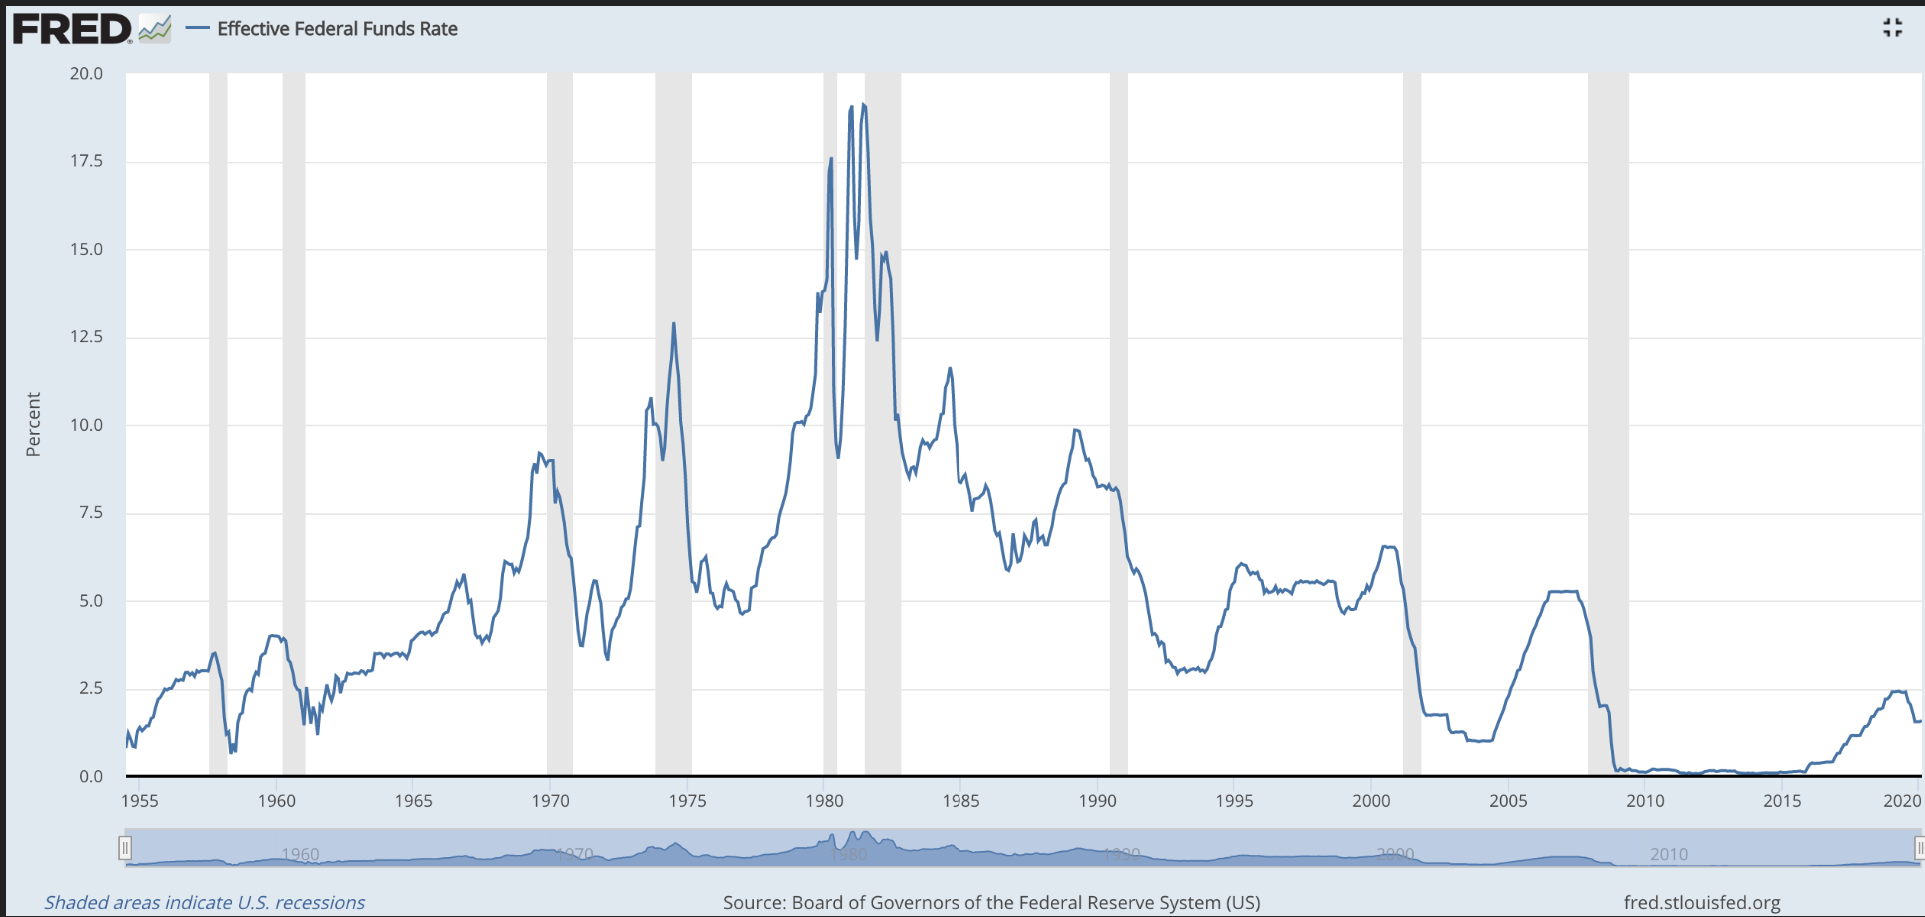 FRED
Effective Federal Funds Rate
20.0
17.5
15.0
12.5
10.0
7.5
5.0
2.5
0.0
Percent
1955 1960 1965 1970 1975 1980 1985 1990 1995 2000 2005 2010 2015 2020
1960 1970 1980 1990 2000 2010
Shaded areas indicate U.S. recessions
Source: Board of Governors of the Federal Reserve System (US)
fred.stlouisfed.org